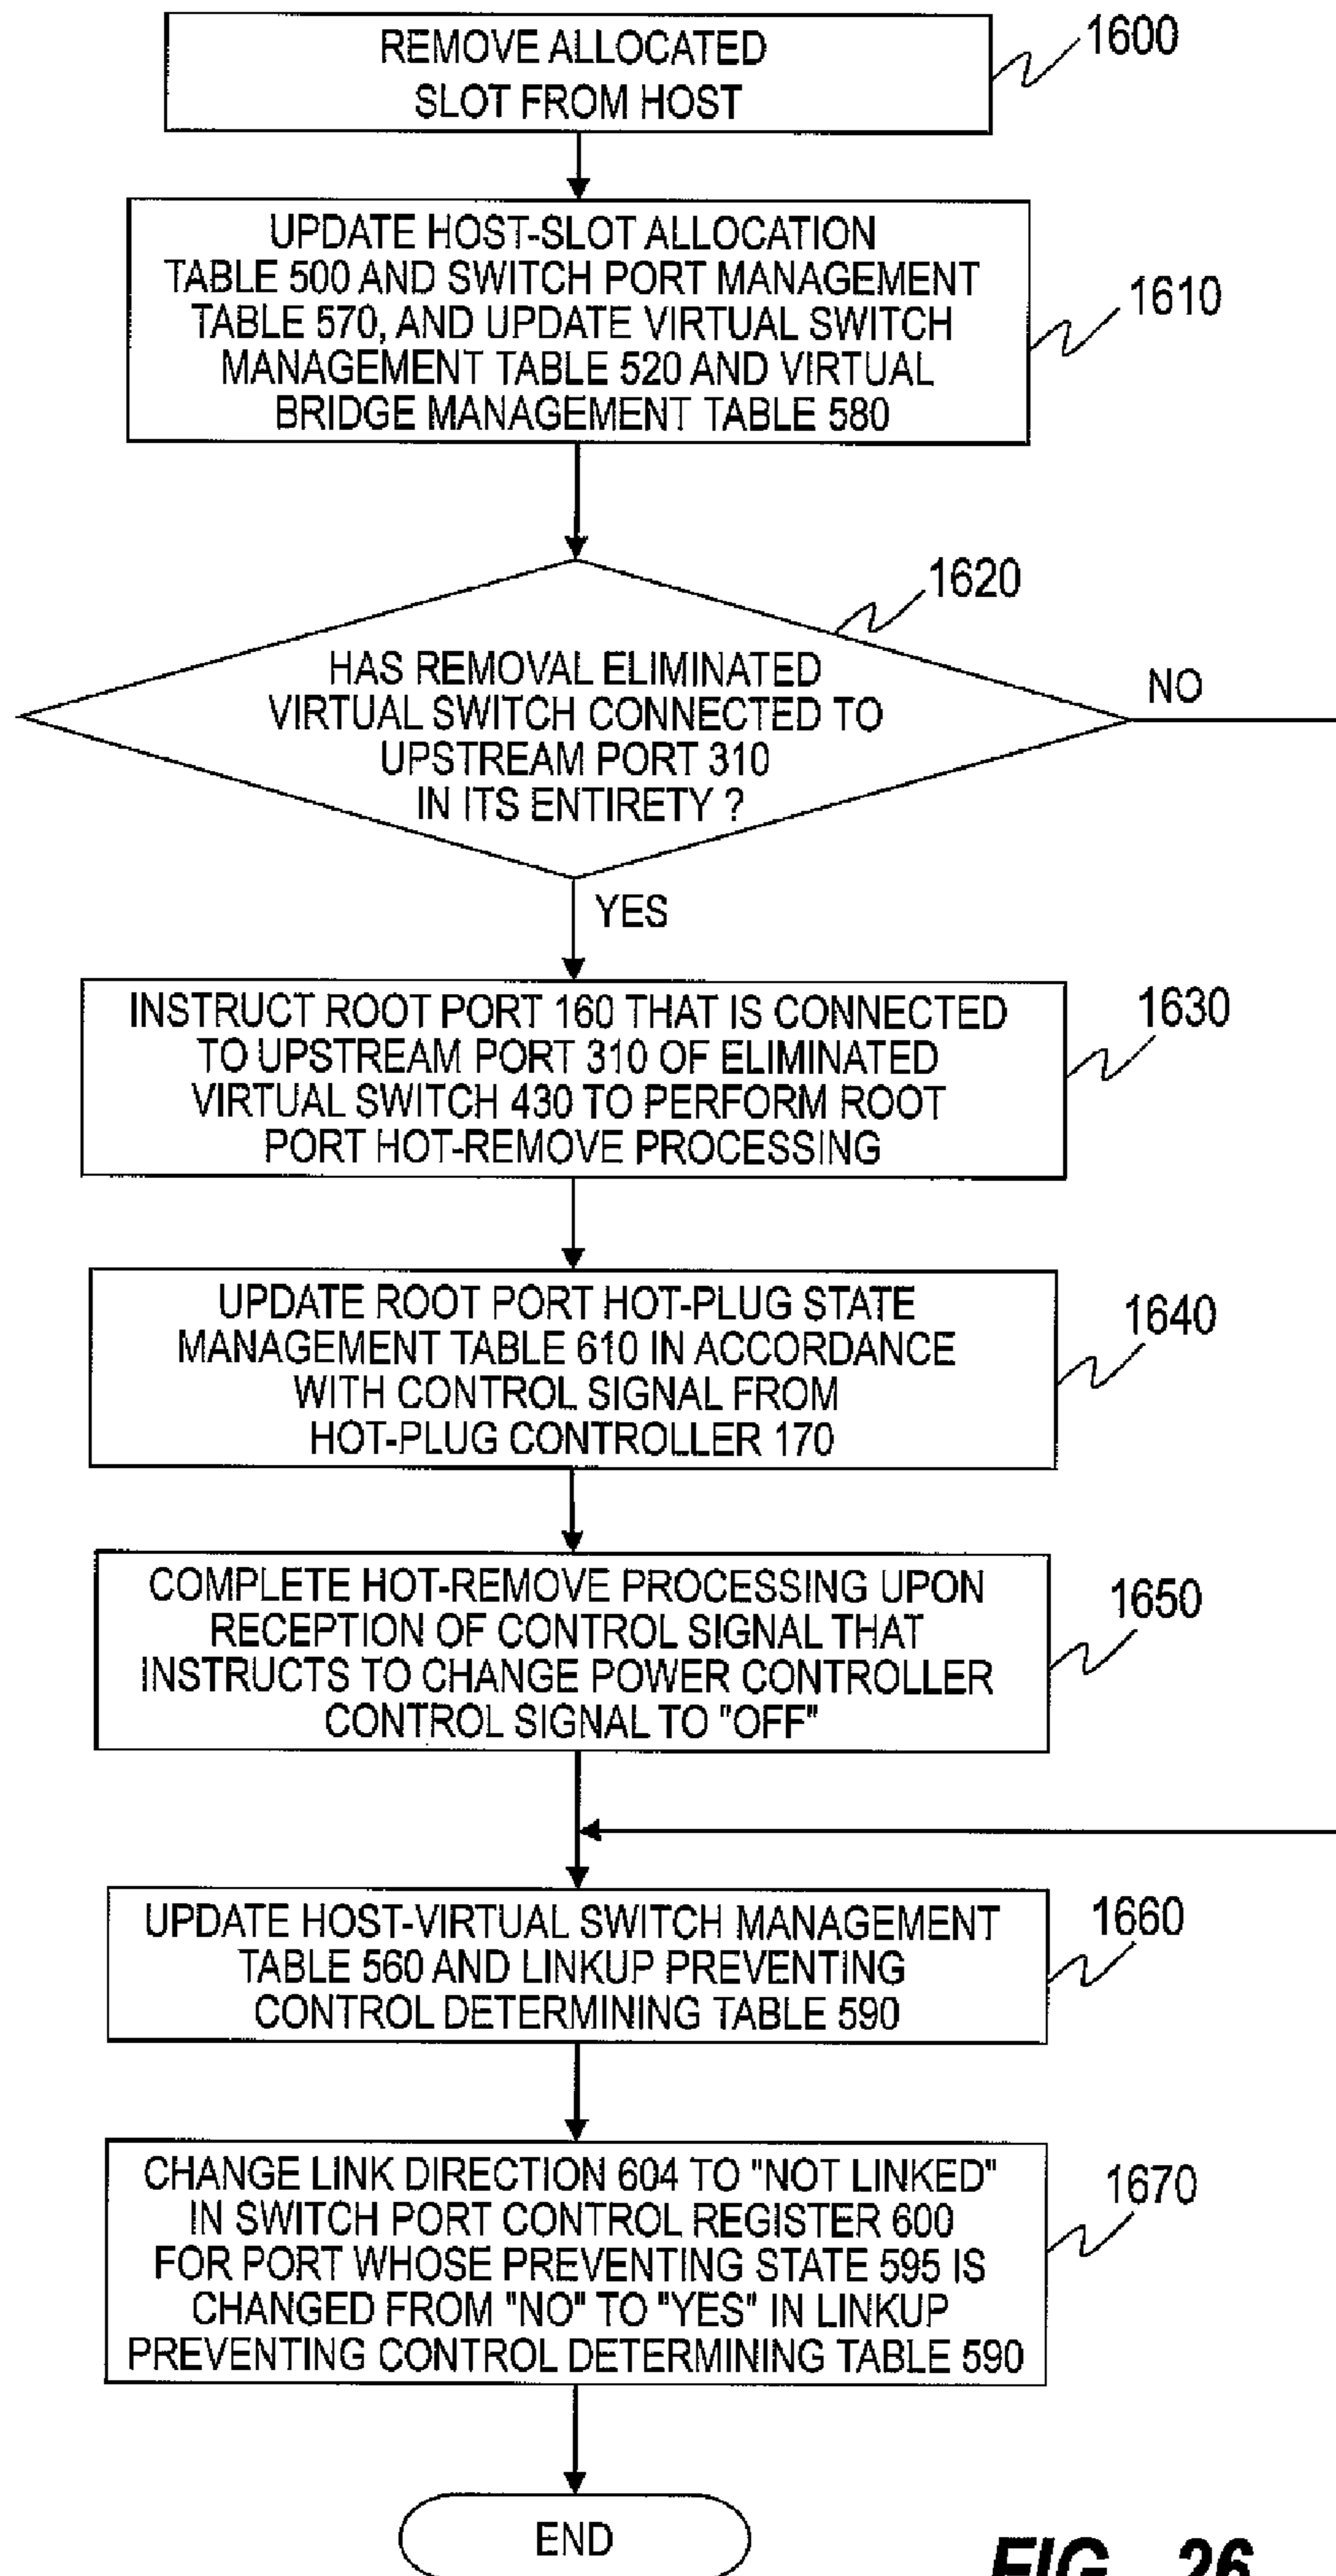 REMOVE ALLOCATED
SLOT FROM HOST
1600
UPDATE HOST-SLOT ALLOCATION
TABLE 500 AND SWITCH PORT MANAGEMENT
TABLE 570, AND UPDATE VIRTUAL SWITCH
MANAGEMENT TABLE 520 AND VIRTUAL
BRIDGE MANAGEMENT TABLE 580
1610
1620
HAS REMOVAL ELIMINATED
VIRTUAL SWITCH CONNECTED TO
UPSTREAM PORT 310
IN ITS ENTIRETY ?
NO
YES
INSTRUCT ROOT PORT 160 THAT IS CONNECTED
TO UPSTREAM PORT 310 OF ELIMINATED
VIRTUAL SWITCH 430 TO PERFORM ROOT
PORT HOT-REMOVE PROCESSING
1630
UPDATE ROOT PORT HOT-PLUG STATE
MANAGEMENT TABLE 610 IN ACCORDANCE
WITH CONTROL SIGNAL FROM
HOT-PLUG CONTROLLER 170
1640
COMPLETE HOT-REMOVE PROCESSING UPON
RECEPTION OF CONTROL SIGNAL THAT
INSTRUCTS TO CHANGE POWER CONTROLLER
CONTROL SIGNAL TO "OFF"
1650
UPDATE HOST-VIRTUAL SWITCH MANAGEMENT
TABLE 560 AND LINKUP PREVENTING
CONTROL DETERMINING TABLE 590
1660
CHANGE LINK DIRECTION 604 TO "NOT LINKED"
IN SWITCH PORT CONTROL REGISTER 600
FOR PORT WHOSE PREVENTING STATE 595 IS
CHANGED FROM "NO" TO "YES" IN LINKUP
PREVENTING CONTROL DETERMINING TABLE 590
1670
END
FIG. 26